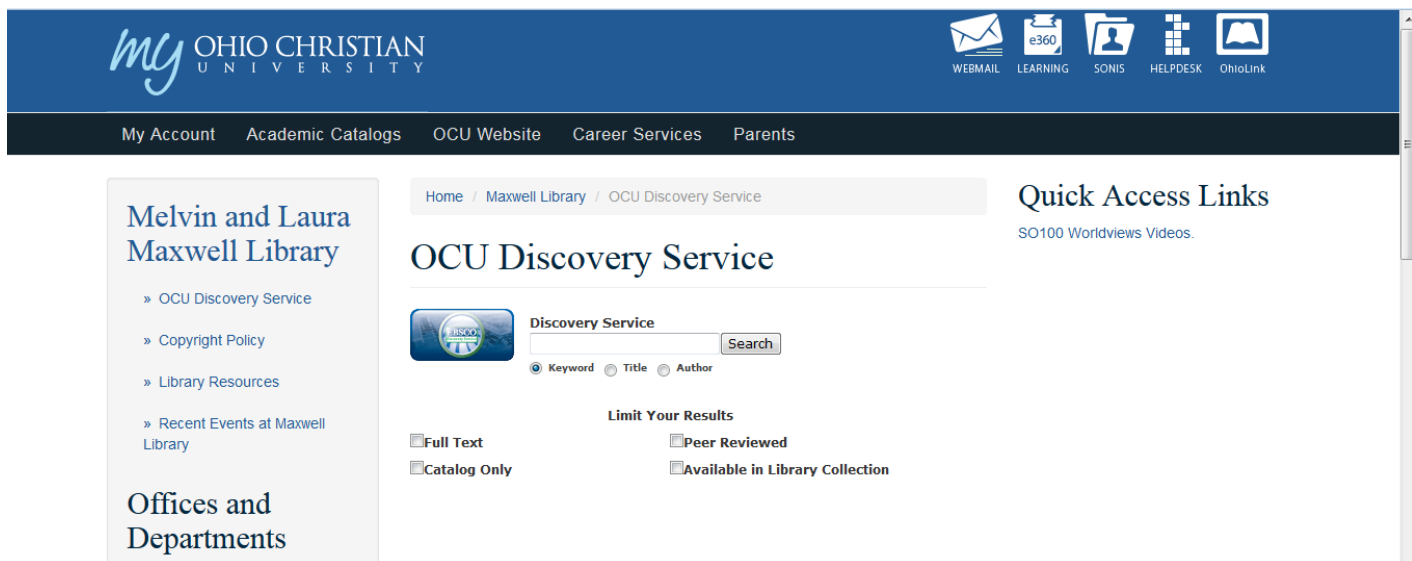 my OHIO CHRISTIAN
UNIVERSITY
WEBMAIL
e360
LEARNING
SONIS
HELPDESK
OhioLink
My Account Academic Catalogs OCU Website Career Services Parents
Melvin and Laura
Maxwell Library
» OCU Discovery Service
» Copyright Policy
» Library Resources
» Recent Events at Maxwell
Library
Offices and
Departments
Home / Maxwell Library / OCU Discovery Service
OCU Discovery Service
EBSCO
Discovery Service
Search
Keyword Title Author
Limit Your Results
Full Text Peer Reviewed
Catalog Only Available in Library Collection
Quick Access Links
SO100 Worldviews Videos.